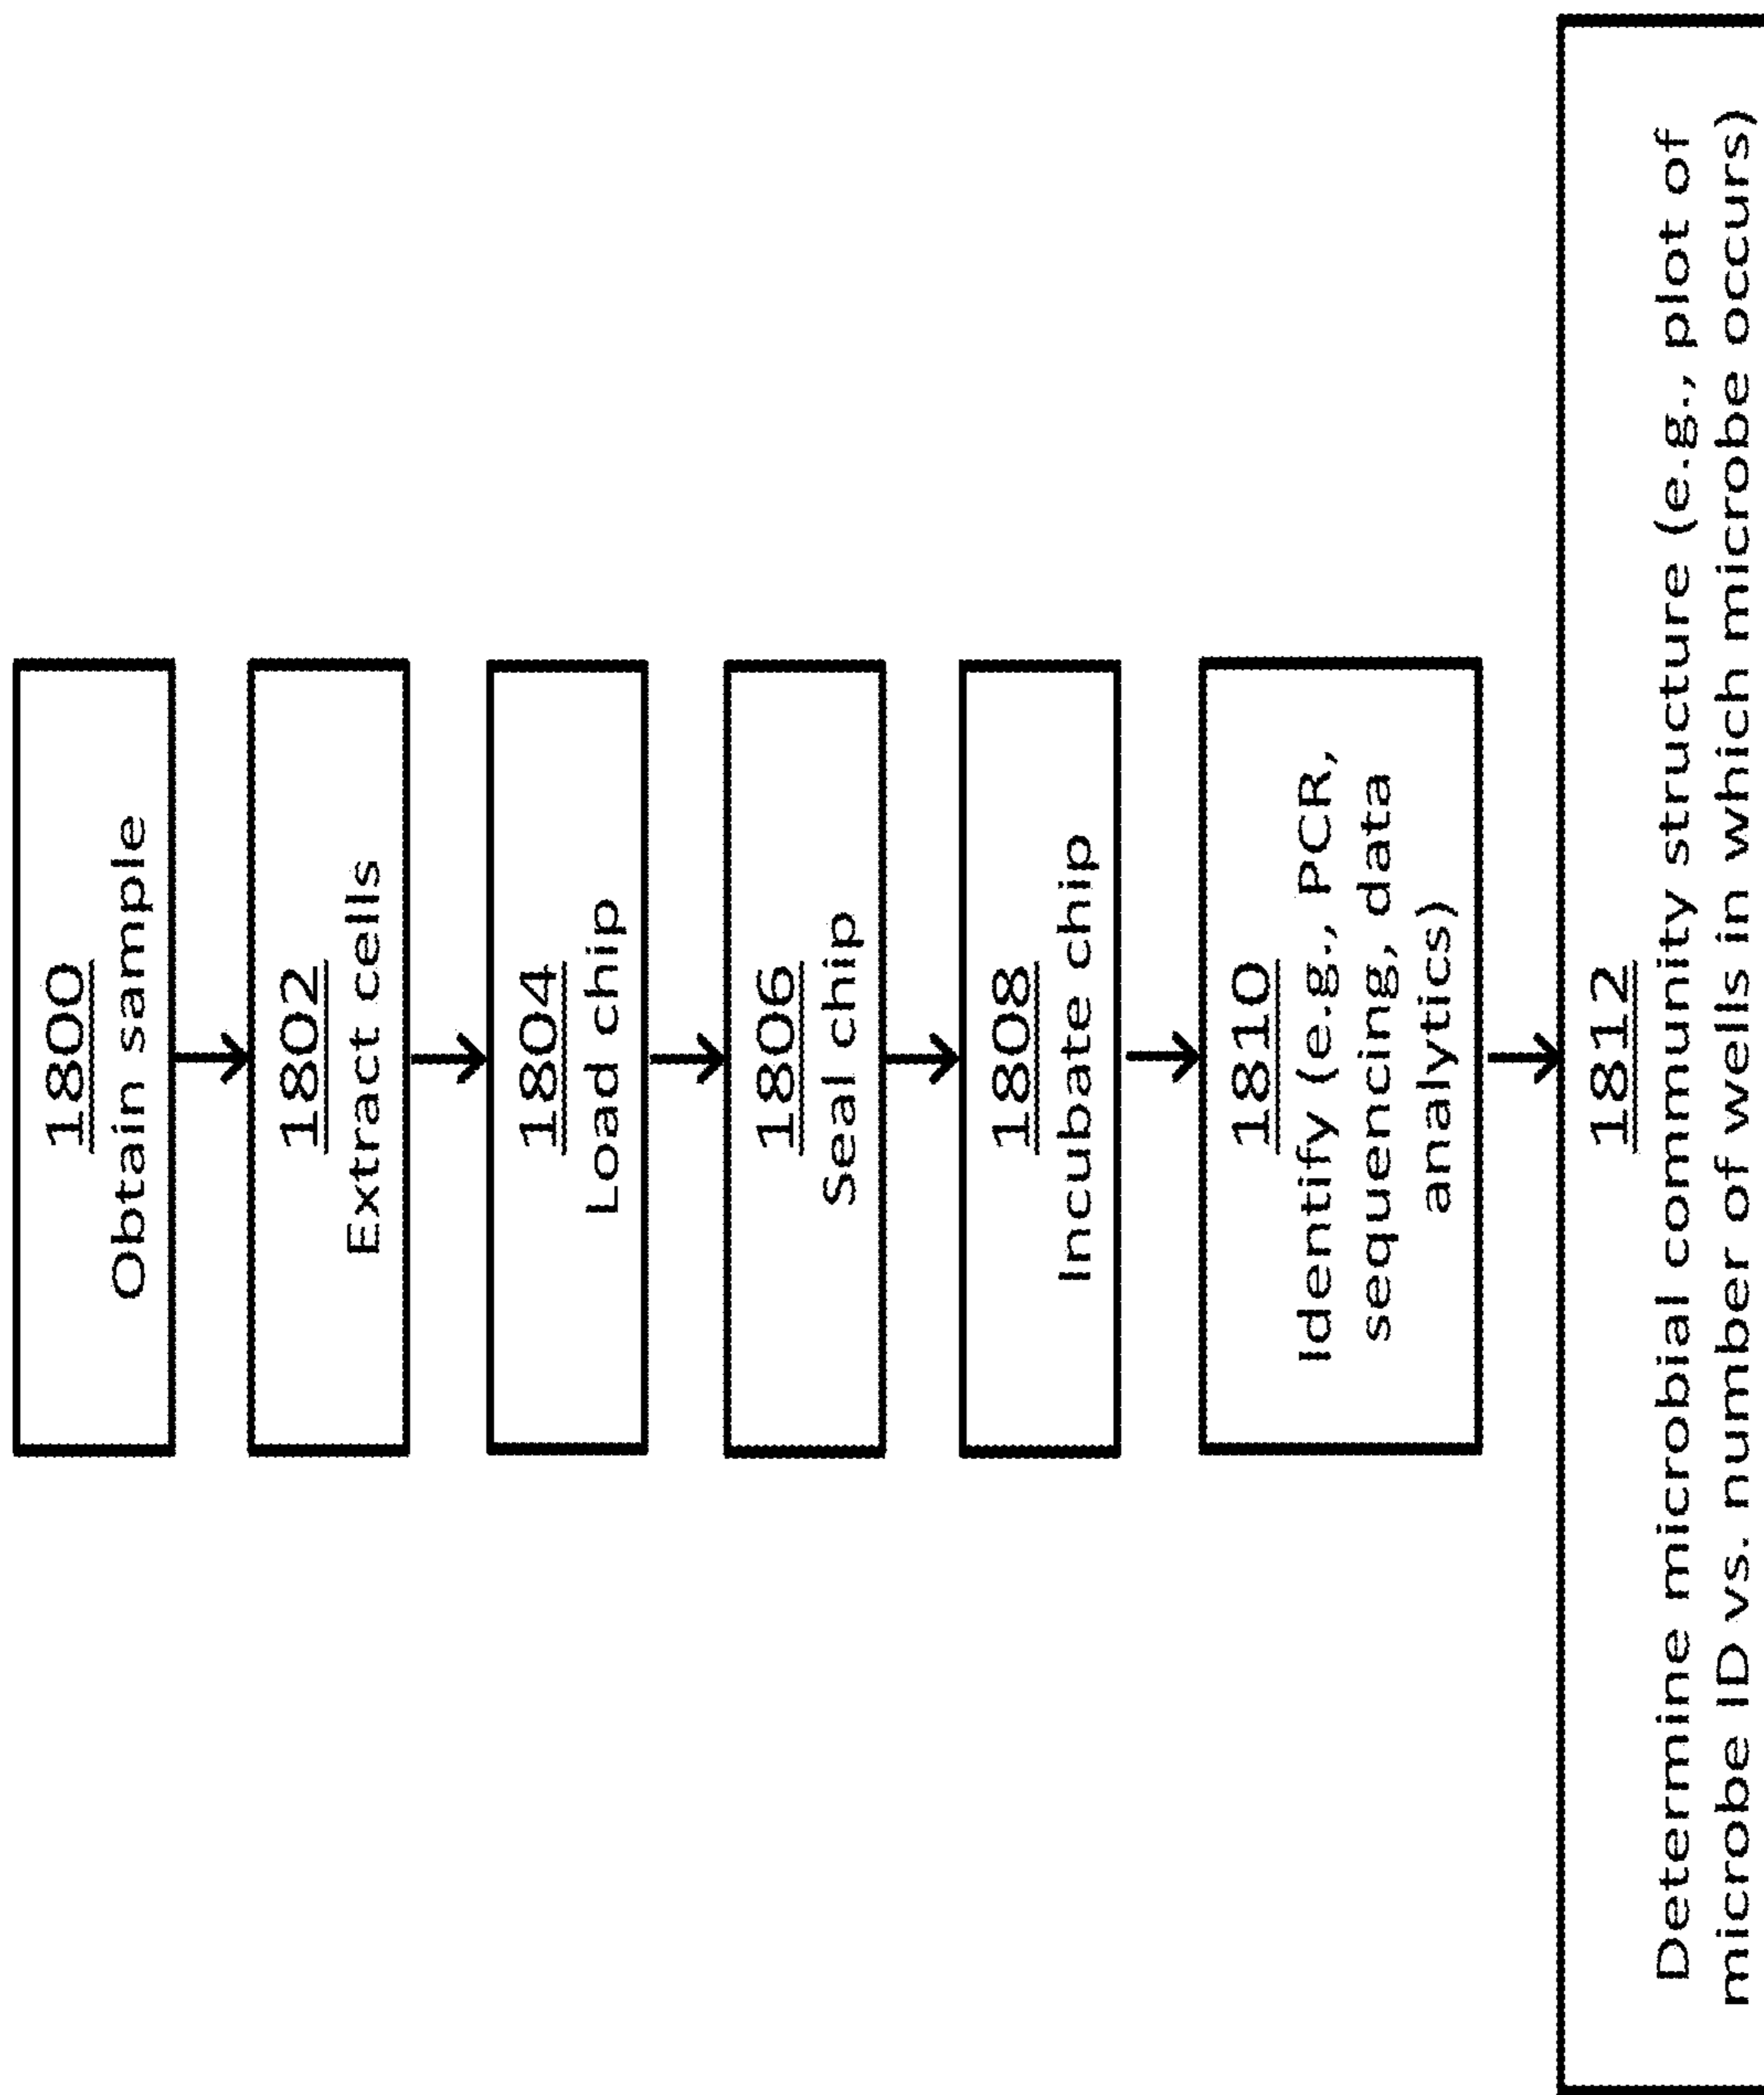 1800
Obtain sample
1802
Extract cells
1804
Load chip
1806
Seal chip
1808
Incubate chip
1810
Identify (e.g., PCR,
sequencing, data
analytics)
1812
Determine microbial community structure (e.g., plot of
microbe ID vs. number of wells in which microbe occurs)